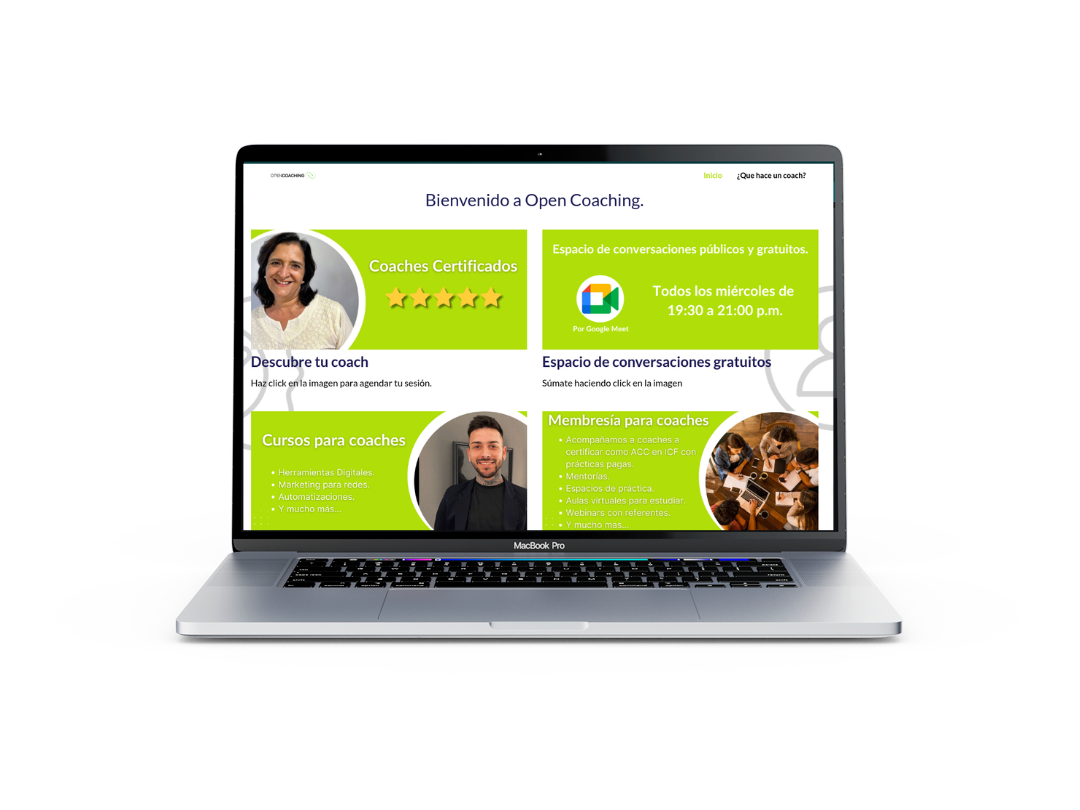 OPENCOACHING
Inicio
¿Que hace un coach?
Bienvenido a Open Coaching.
Coaches Certificados
Espacio de conversaciones públicos y gratuitos.
Todos los miércoles de
19:30 a 21:00 p.m.
Por Google Meet
Descubre tu coach
Haz click en la imagen para agendar tu sesión.
Espacio de conversaciones gratuitos
Súmate haciendo click en la imagen
Cursos para coaches
• Herramientas Digitales.
• Marketing para redes.
• Automatizaciones.
• Y mucho más...
Membresía para coaches
• Acompañamos a coaches a
certificar como ACC en ICF con
prácticas pagas.
• Mentorías.
• Espacios de práctica.
• Aulas virtuales para estudiar.
• Webinars con referentes.
• Y mucho mas...
MacBook Pro